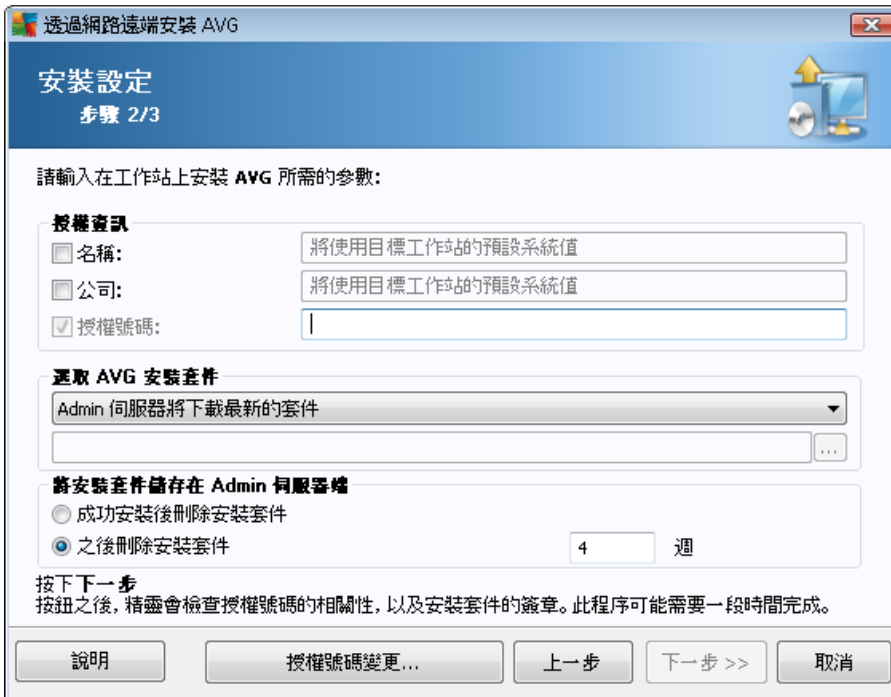 透過網路遠端安裝 AVG
安裝設定
步驟 2/3
請輸入在工作站上安裝 AVG 所需的參數:
授權資訊
名稱:
將使用目標工作站的預設系統值
公司:
將使用目標工作站的預設系統值
授權號碼:
選取 AVG 安裝套件
Admin 伺服器將下載最新的套件
...
將安裝套件儲存在 Admin 伺服器端
成功安裝後刪除安裝套件
之後刪除安裝套件
4 週
按下下一步
按鈕之後, 精靈會檢查授權號碼的相關性, 以及安裝套件的簽章。此程序可能需要一段時間完成。
說明
授權號碼變更...
上一步
下一步 >>
取消